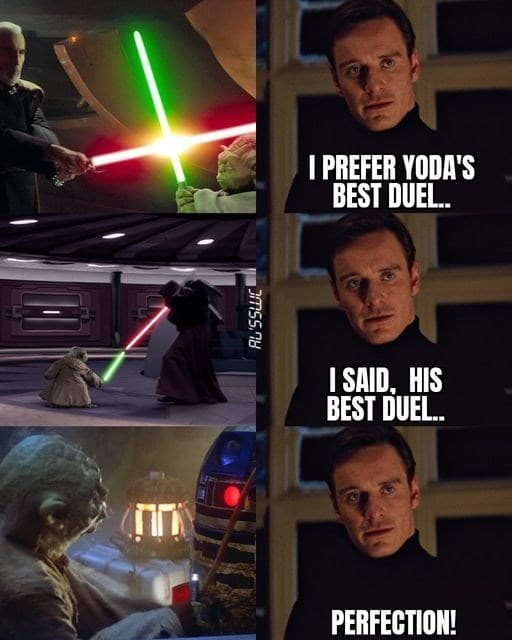 I PREFER YODA'S
BEST DUEL..
I SAID, HIS
BEST DUEL..
PERFECTION!